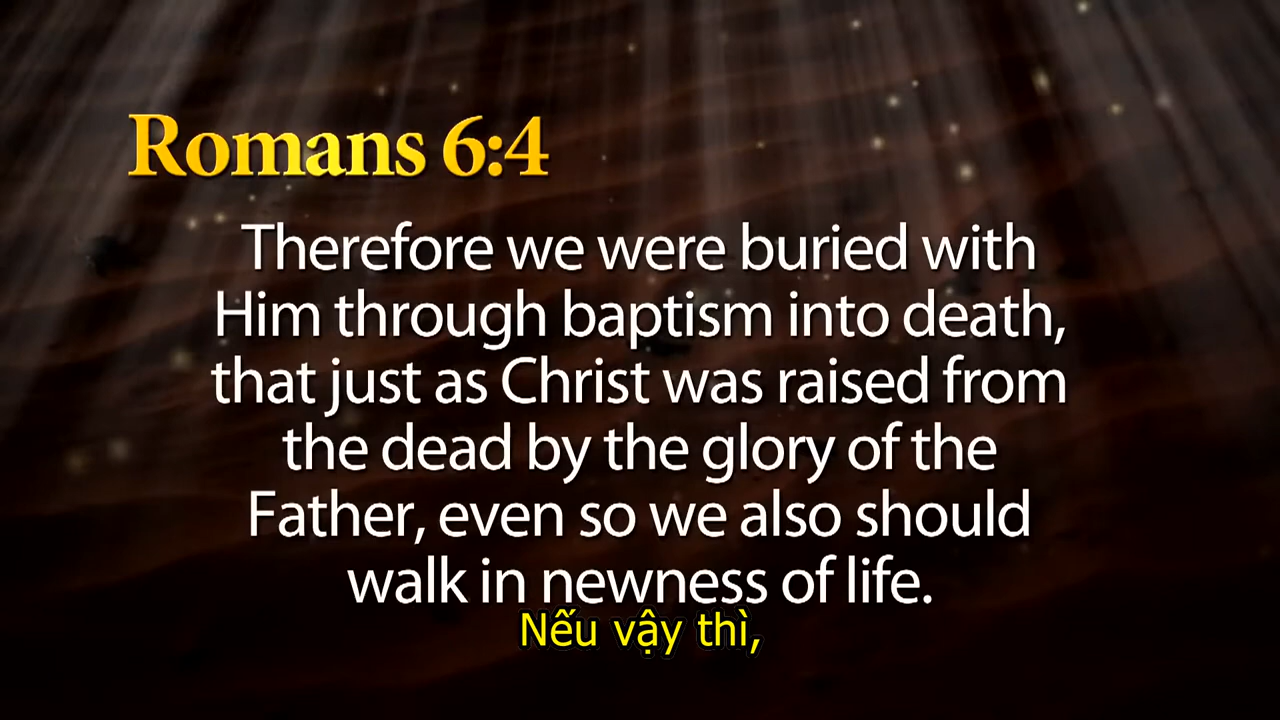 Romans 6:4
Therefore we were buried with
Him through baptism into death,
that just as Christ was raised from
the dead by the glory of the
Father, even so we also should
walk in newness of life.
Nếu vậy thì,